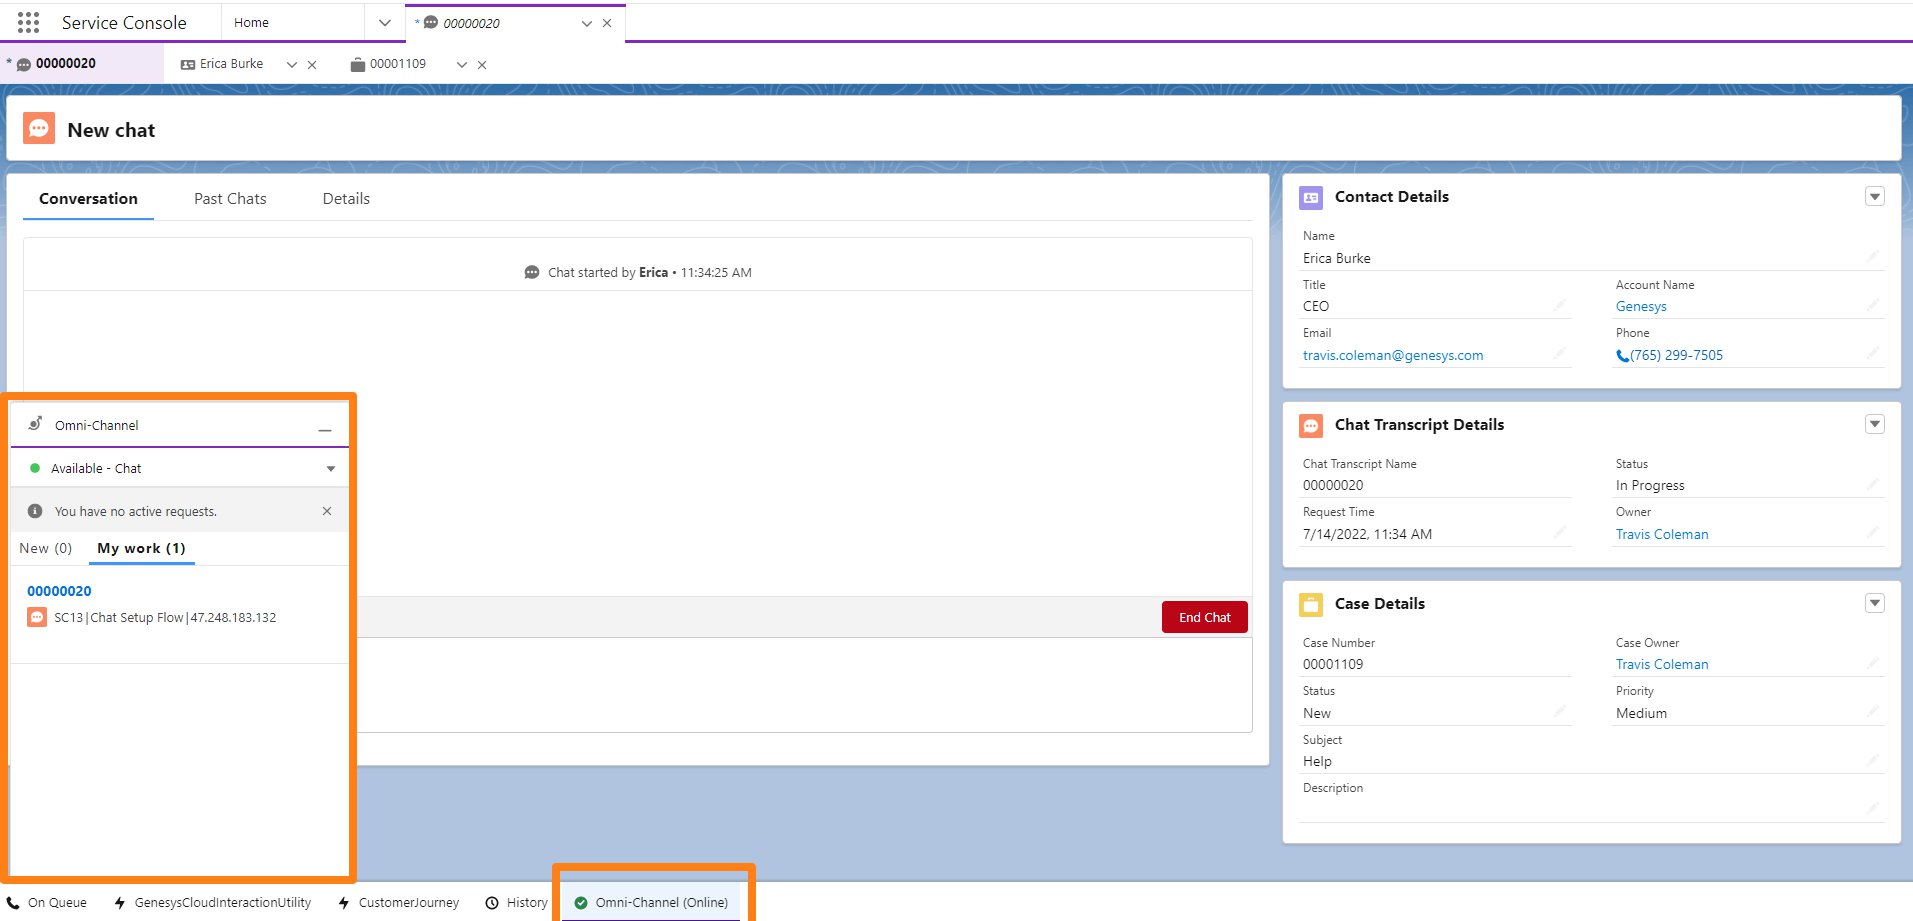 Service Console
Home
* 00000020
* 00000020
Erica Burke
00001109
New chat
Conversation
Past Chats
Details
Chat started by Erica • 11:34:25 AM
End Chat
Omni-Channel
Available - Chat
You have no active requests.
New (0)
My work (1)
00000020
SC13|Chat Setup Flow|47.248.183.132
Contact Details
Name
Erica Burke
Title
Account Name
CEO
Genesys
Email
Phone
travis.coleman@genesys.com
(765) 299-7505
Chat Transcript Details
Chat Transcript Name
Status
00000020
In Progress
Request Time
Owner
7/14/2022, 11:34 AM
Travis Coleman
Case Details
Case Number
Case Owner
00001109
Travis Coleman
Status
Priority
New
Medium
Subject
Help
Description
On Queue
GenesysCloudInteractionUtility
CustomerJourney
History
Omni-Channel (Online)